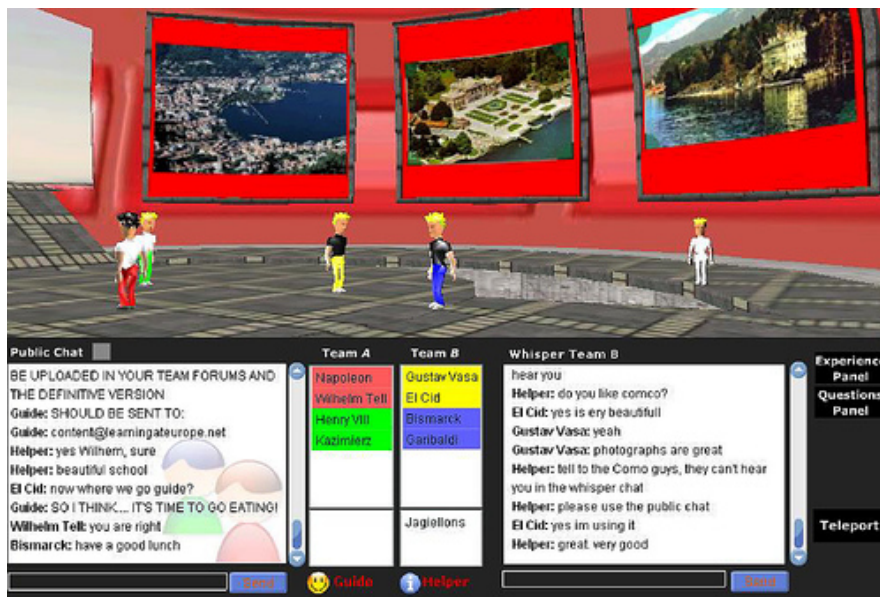 Public Chat
BE UPLOADED IN YOUR TEAM FORUMS AND
THE DEFINITIVE VERSION
Guide: SHOULD BE SENT TO:
Guide: content@learningateurope.net
Helper: yes Wilhem, sure
Helper: beautiful school
El Cid: now where we go guide?
Guide: SO I THINK... IT'S TIME TO GO EATING!
Wilhelm Tell: you are right
Bismarck: have a good lunch
Send
Team A
Napoleon
Wilhelm Tell
Henry VIII
Kazimierz
Guide
Team B
Gustav Vasa
El Cid
Bismarck
Garibaldi
Jagiellons
Helper
Whisper Team B
hear you
Helper: do you like comco?
El Cid: yes is ery beautifull
Gustav Vasa: yeah
Gustav Vasa: photographs are great
Helper: tell to the Como guys, they can't hear
you in the whisper chat
Helper: please use the public chat
El Cid: yes im using it
Helper: great. very good
Send
Experience
Panel
Questions
Panel
Teleport